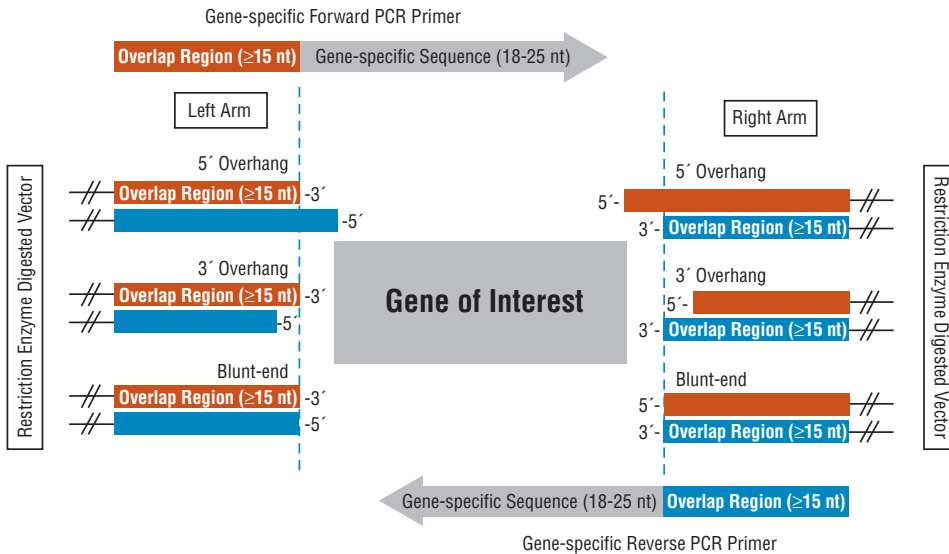 Gene-specific Forward PCR Primer
Overlap Region (≥15 nt) Gene-specific Sequence (18-25 nt)
Left Arm
Right Arm
Restriction Enzyme Digested Vector
5´ Overhang
Overlap Region (≥15 nt) -3´
-5´
3´ Overhang
Overlap Region (≥15 nt) -3´
-5´
Blunt-end
Overlap Region (≥15 nt) -3´
-5´
Gene of Interest
5´ Overhang
5´-
3´- Overlap Region (≥15 nt)
3´ Overhang
5´-
3´- Overlap Region (≥15 nt)
Blunt-end
5´-
3´- Overlap Region (≥15 nt)
Restriction Enzyme Digested Vector
Gene-specific Sequence (18-25 nt) Overlap Region (≥15 nt)
Gene-specific Reverse PCR Primer